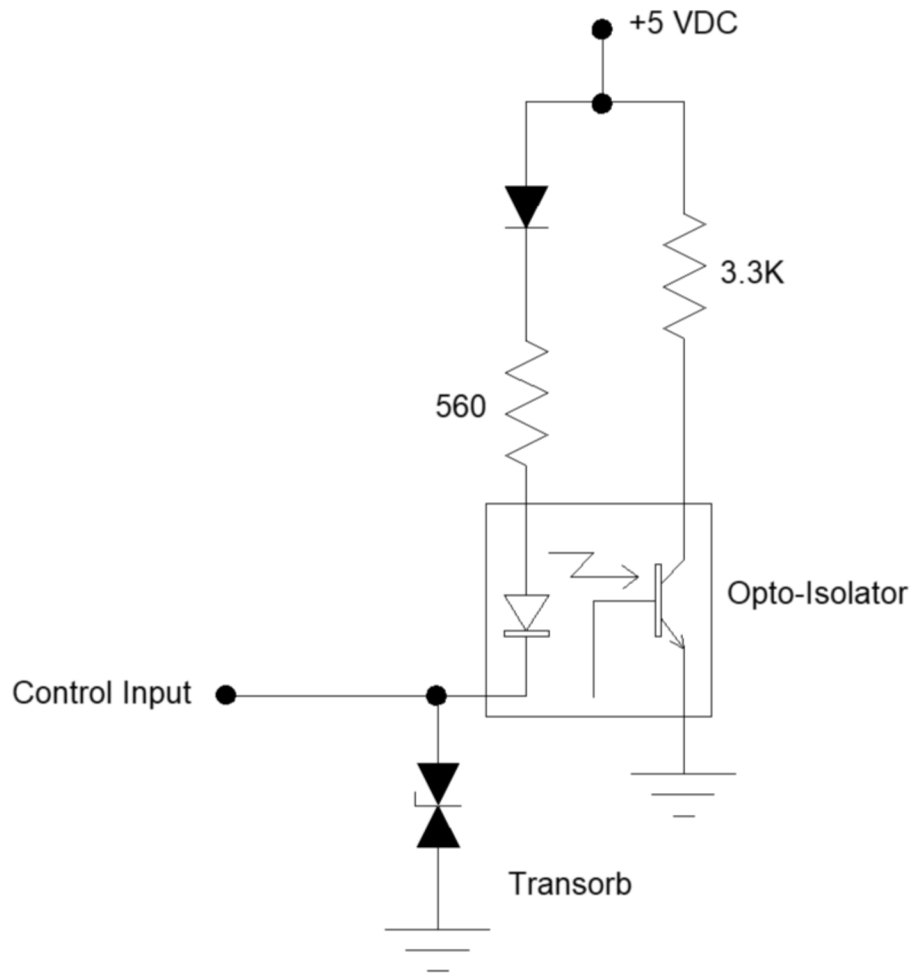 +5 VDC
3.3K
560
Opto-Isolator
Control Input
Transorb